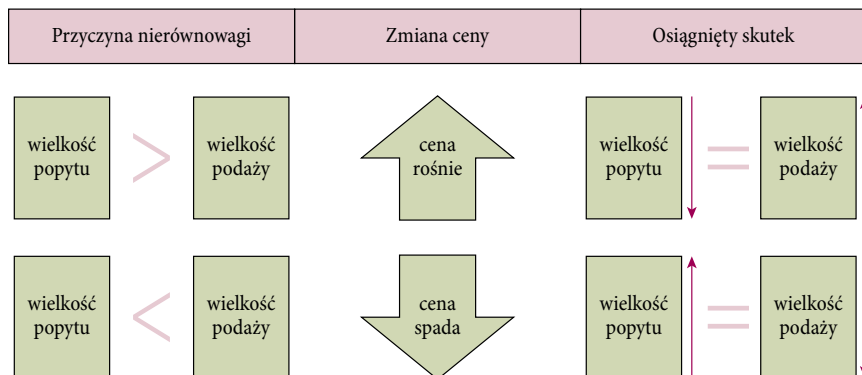 Przyczyna nierównowagi
Zmiana ceny
Osiągnięty skutek
wielkość
popytu
>
wielkość
podaży
cena
rośnie
wielkość
popytu
=
wielkość
podaży
wielkość
popytu
<
wielkość
podaży
cena
spada
wielkość
popytu
=
wielkość
podaży